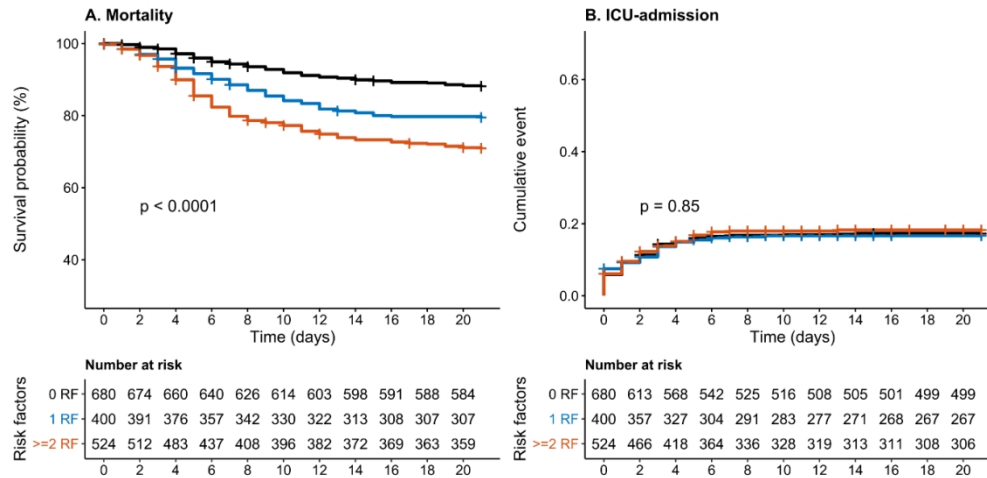 A. Mortality
Survival probability (%)
100
80
60
40
p < 0.0001
0 2 4 6 8 10 12 14 16 18 20
Time (days)
Number at risk
Risk factors
0 RF 680 674 660 640 626 614 603 598 591 588 584
1 RF 400 391 376 357 342 330 322 313 308 307 307
>=2 RF 524 512 483 437 408 396 382 372 369 363 359
0 2 4 6 8 10 12 14 16 18 20
Time (days)
B. ICU-admission
Cumulative event
0.6
0.4
0.2
0.0
p = 0.85
0 2 4 6 8 10 12 14 16 18 20
Time (days)
Number at risk
Risk factors
0 RF 680 613 568 542 525 516 508 505 501 499 499
1 RF 400 357 327 304 291 283 277 271 268 267 267
>=2 RF 524 466 418 364 336 328 319 313 311 308 306
0 2 4 6 8 10 12 14 16 18 20
Time (days)